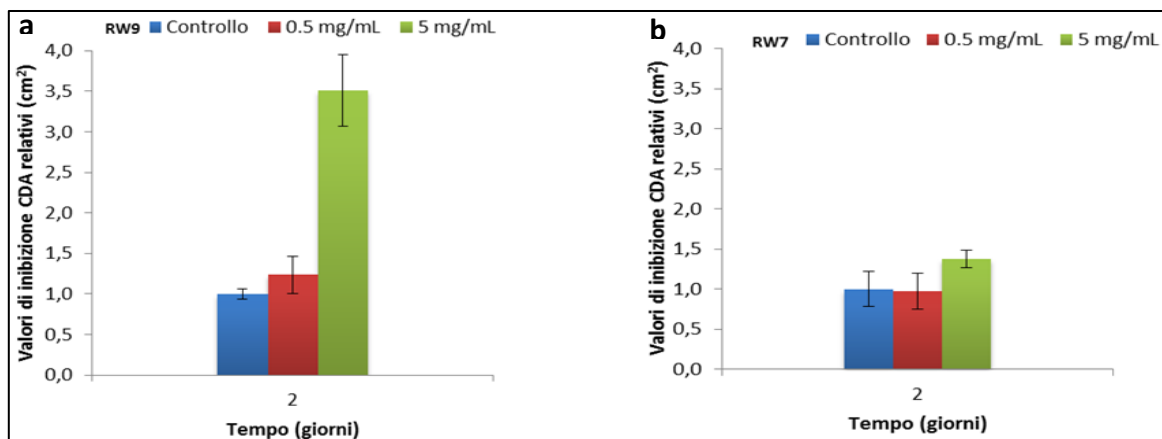 a
RW9 Controllo 0.5 mg/mL 5 mg/mL
Valori di inibizione CDA relativi (cm²)
4,0
3,5
3,0
2,5
2,0
1,5
1,0
0,5
0,0
2
Tempo (giorni)
b
RW7 Controllo 0.5 mg/mL 5 mg/mL
Valori di inibizione CDA relativi (cm²)
4,0
3,5
3,0
2,5
2,0
1,5
1,0
0,5
0,0
2
Tempo (giorni)